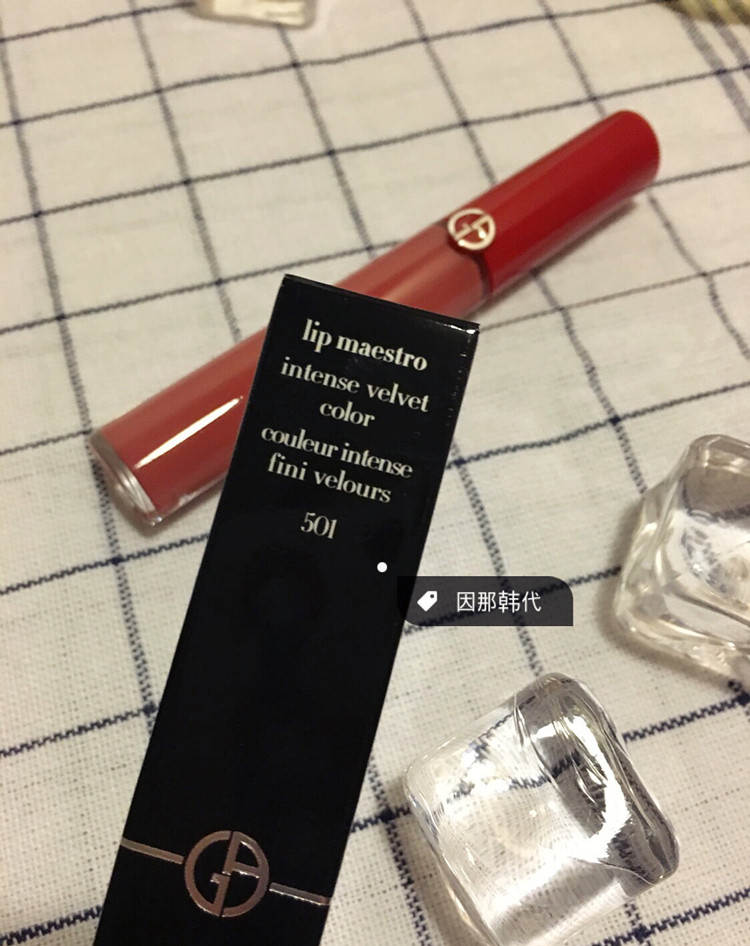 lip maestro
intense velvet
color
couleur intense
fini velours
501
因那韩代